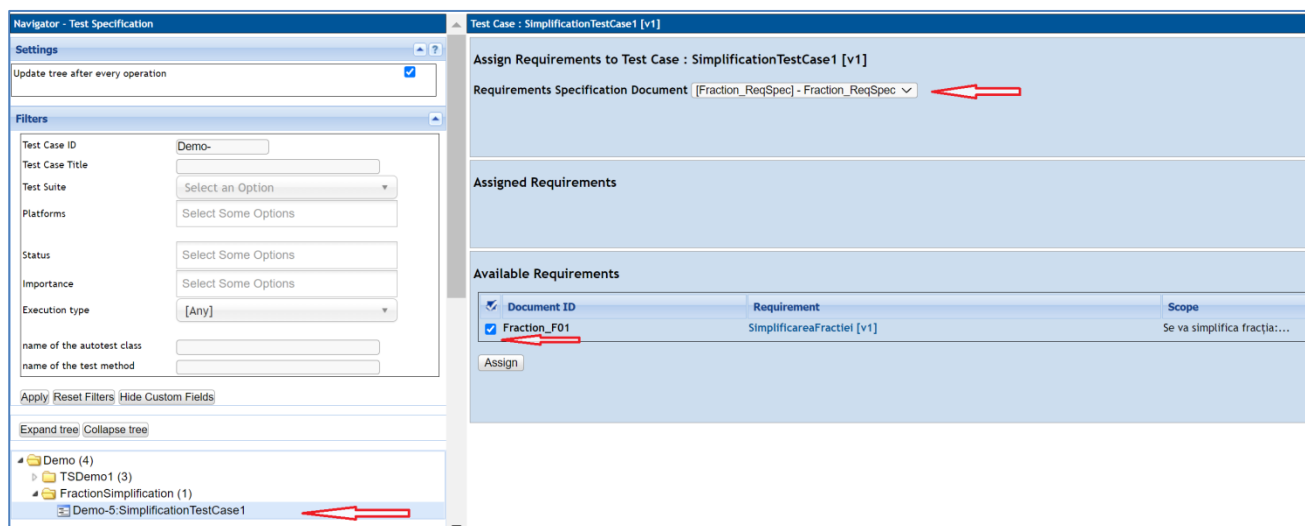 Navigator - Test Specification
Settings
?
Update tree after every operation
Filters
Test Case ID Demo-
Test Case Title
Test Suite Select an Option
Platforms Select Some Options
Status Select Some Options
Importance Select Some Options
Execution type [Any]
name of the autotest class
name of the test method
Apply Reset Filters Hide Custom Fields
Expand tree Collapse tree
Demo (4)
TSDemo1 (3)
FractionSimplification (1)
Demo-5:SimplificationTestCase1
Test Case : SimplificationTestCase1 [v1]
Assign Requirements to Test Case : SimplificationTestCase1 [v1]
Requirements Specification Document [Fraction_ReqSpec] - Fraction_ReqSpec
Assigned Requirements
Available Requirements
Document ID Requirement Scope
Fraction_F01 SimplificareaFractiei [v1] Se va simplifica fracția:...
Assign